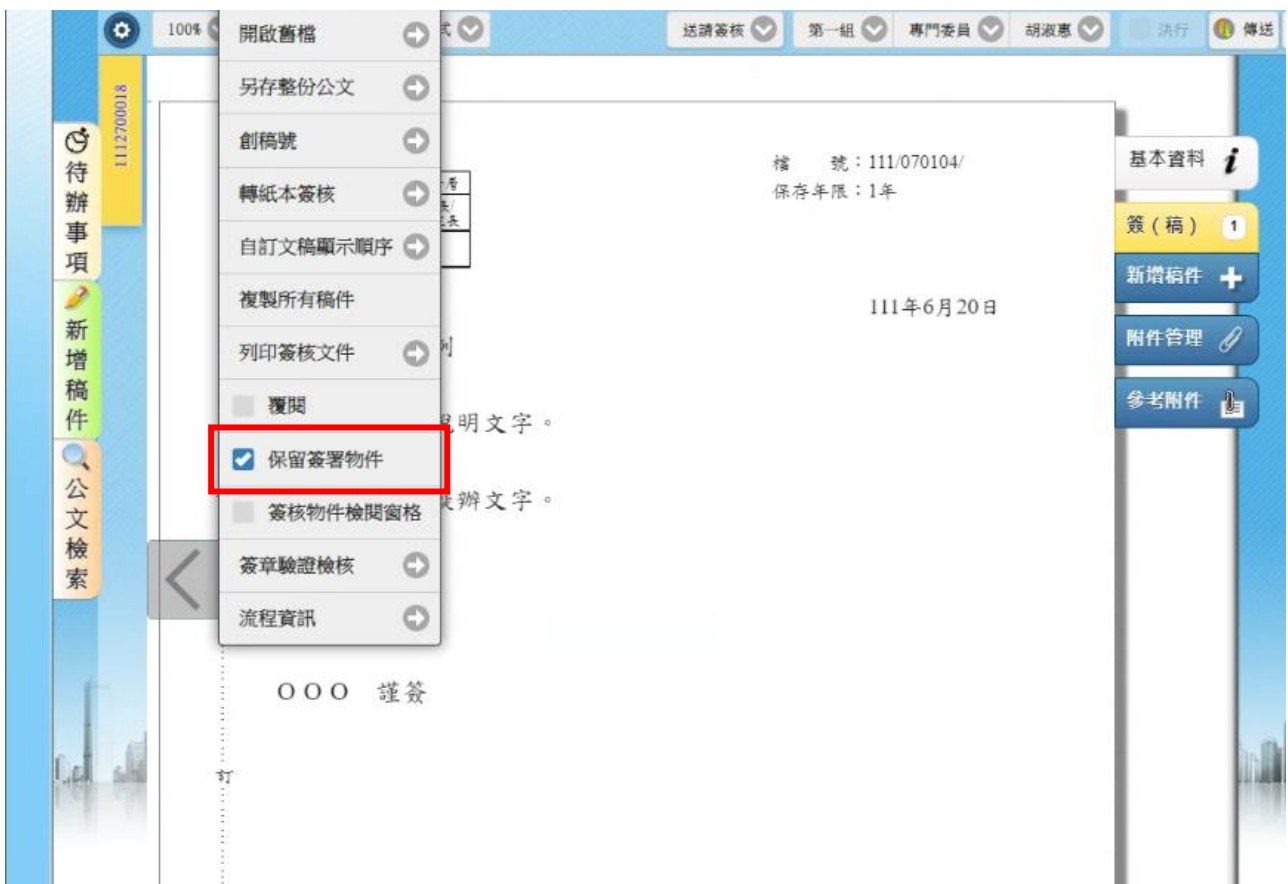 100%
式
送請簽核
第一組
專門委員
胡淑惠
決行
傳送
1112700018
待辦事項
新增稿件
公文檢索
開啟舊檔
另存整份公文
創稿號
轉紙本簽核
自訂文稿顯示順序
複製所有稿件
列印簽核文件
覆閱
保留簽署物件
簽核物件檢閱窗格
簽章驗證檢核
流程資訊
檔 號：111/070104/
保存年限：1年
層
長/
長
111年6月20日
例
說明文字。
擬辦文字。
OOO 謹簽
訂
基本資料 i
簽(稿) 1
新增稿件
附件管理
參考附件